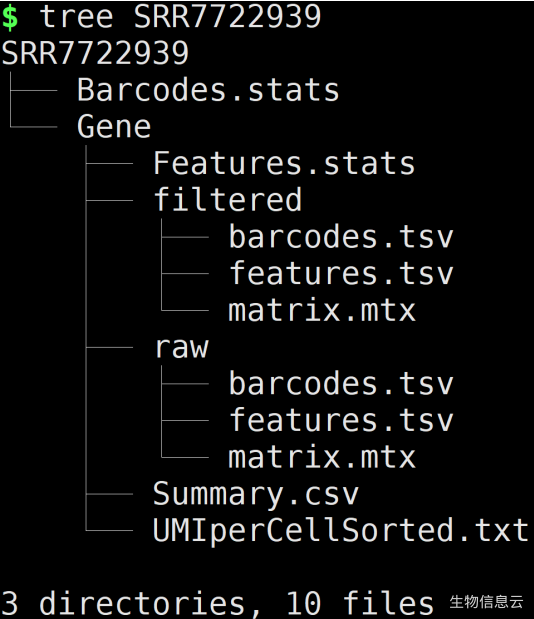 $ tree SRR7722939
SRR7722939
├── Barcodes.stats
└── Gene
    ├── Features.stats
    ├── filtered
    │   ├── barcodes.tsv
    │   ├── features.tsv
    │   └── matrix.mtx
    ├── raw
    │   ├── barcodes.tsv
    │   ├── features.tsv
    │   └── matrix.mtx
    ├── Summary.csv
    └── UMIperCellSorted.txt
3 directories, 10 files
生物信息云